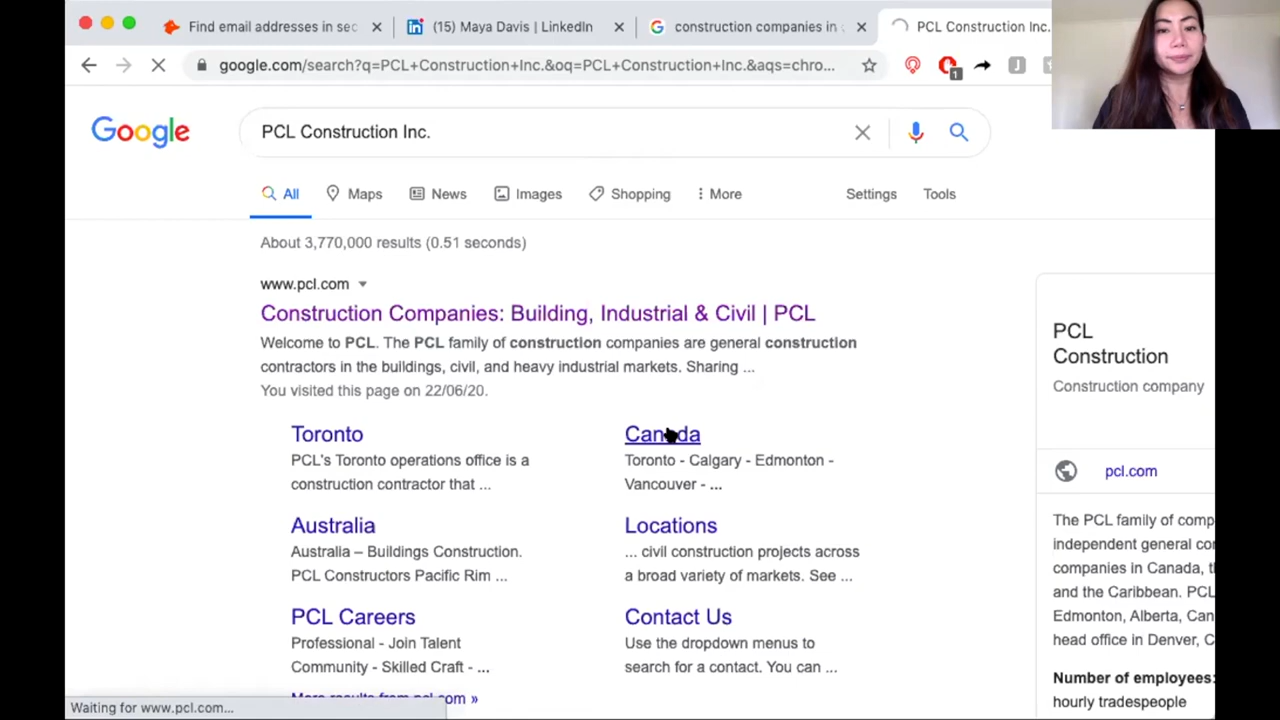 Find email addresses in sec
(15) Maya Davis | LinkedIn
construction companies in
PCL Construction Inc.
google.com/search?q=PCL+Construction+Inc.&oq=PCL+Construction+Inc.&aqs=chro...
1
J
Google
PCL Construction Inc.
All
Maps
News
Images
Shopping
More
Settings
Tools
About 3,770,000 results (0.51 seconds)
www.pcl.com
Construction Companies: Building, Industrial & Civil | PCL
Welcome to PCL. The PCL family of construction companies are general construction
contractors in the buildings, civil, and heavy industrial markets. Sharing ...
You visited this page on 22/06/20.
Toronto
PCL's Toronto operations office is a
construction contractor that ...
Canada
Toronto - Calgary - Edmonton -
Vancouver - ...
Australia
Australia – Buildings Construction.
PCL Constructors Pacific Rim ...
Locations
... civil construction projects across
a broad variety of markets. See ...
PCL Careers
Professional - Join Talent
Community - Skilled Craft - ...
Contact Us
Use the dropdown menus to
search for a contact. You can ...
More results from pcl.com »
PCL
Construction
Construction company
pcl.com
The PCL family of comp
independent general co
companies in Canada, t
and the Caribbean. PCL
Edmonton, Alberta, Can
head office in Denver, C
Number of employees:
hourly tradespeople
Waiting for www.pcl.com...